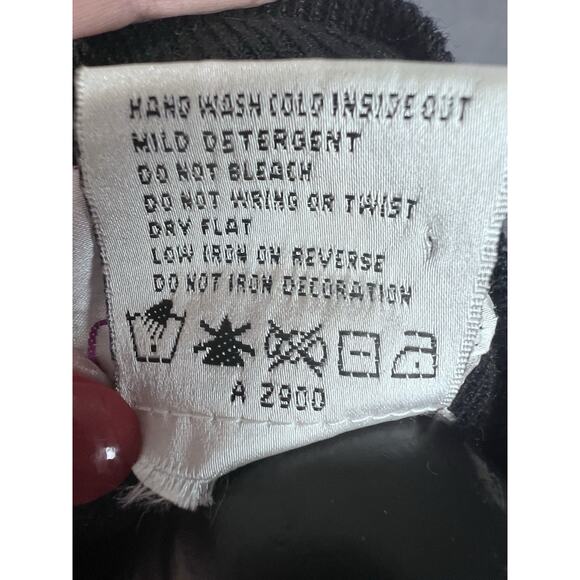 HAND WASH COLD INSIDE OUT
MILD DETERGENT
DO NOT BLEACH
DO NOT WRING OR TWIST
DRY FLAT
LOW IRON ON REVERSE
DO NOT IRON DECORATION
A 2900